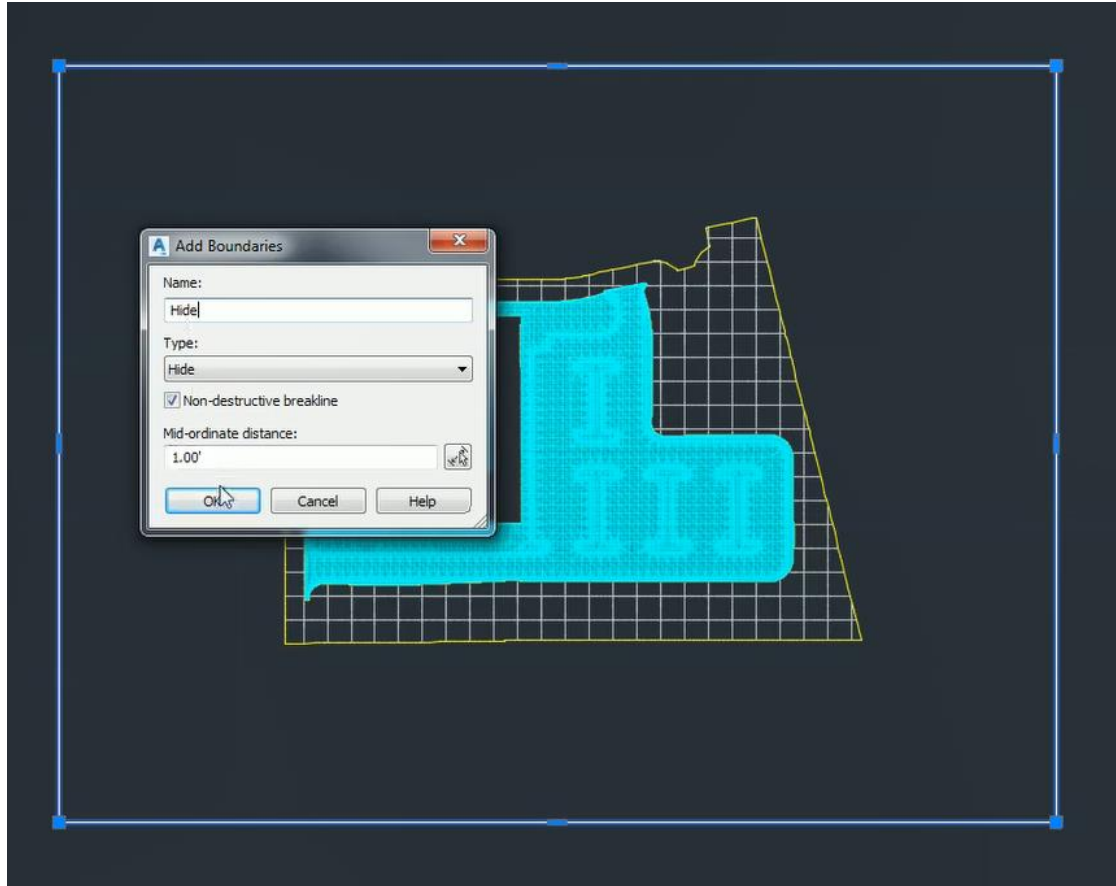 Add Boundaries
Name:
Hide
Type:
Hide
Non-destructive breakline
Mid-ordinate distance:
1.00'
OK Cancel Help